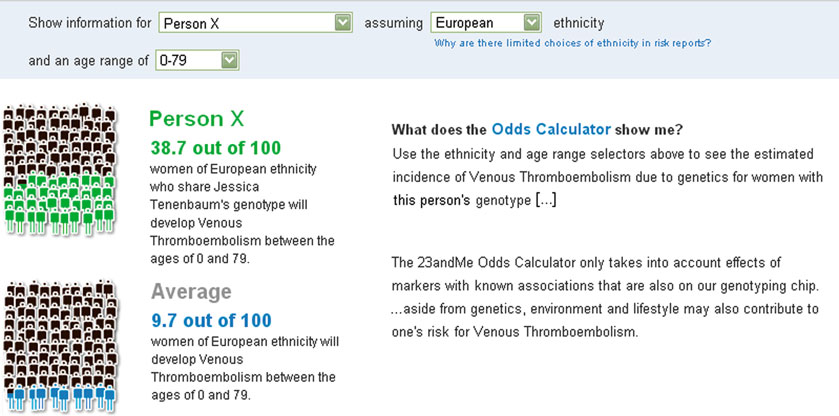 Show information for Person X assuming European ethnicity
Why are there limited choices of ethnicity in risk reports?
and an age range of 0-79
Person X
38.7 out of 100
women of European ethnicity
who share Jessica
Tenenbaum's genotype will
develop Venous
Thromboembolism between the
ages of 0 and 79.
Average
9.7 out of 100
women of European ethnicity will
develop Venous
Thromboembolism between the
ages of 0 and 79.
What does the Odds Calculator show me?
Use the ethnicity and age range selectors above to see the estimated
incidence of Venous Thromboembolism due to genetics for women with
this person's genotype [...]
The 23andMe Odds Calculator only takes into account effects of
markers with known associations that are also on our genotyping chip.
...aside from genetics, environment and lifestyle may also contribute to
one's risk for Venous Thromboembolism.